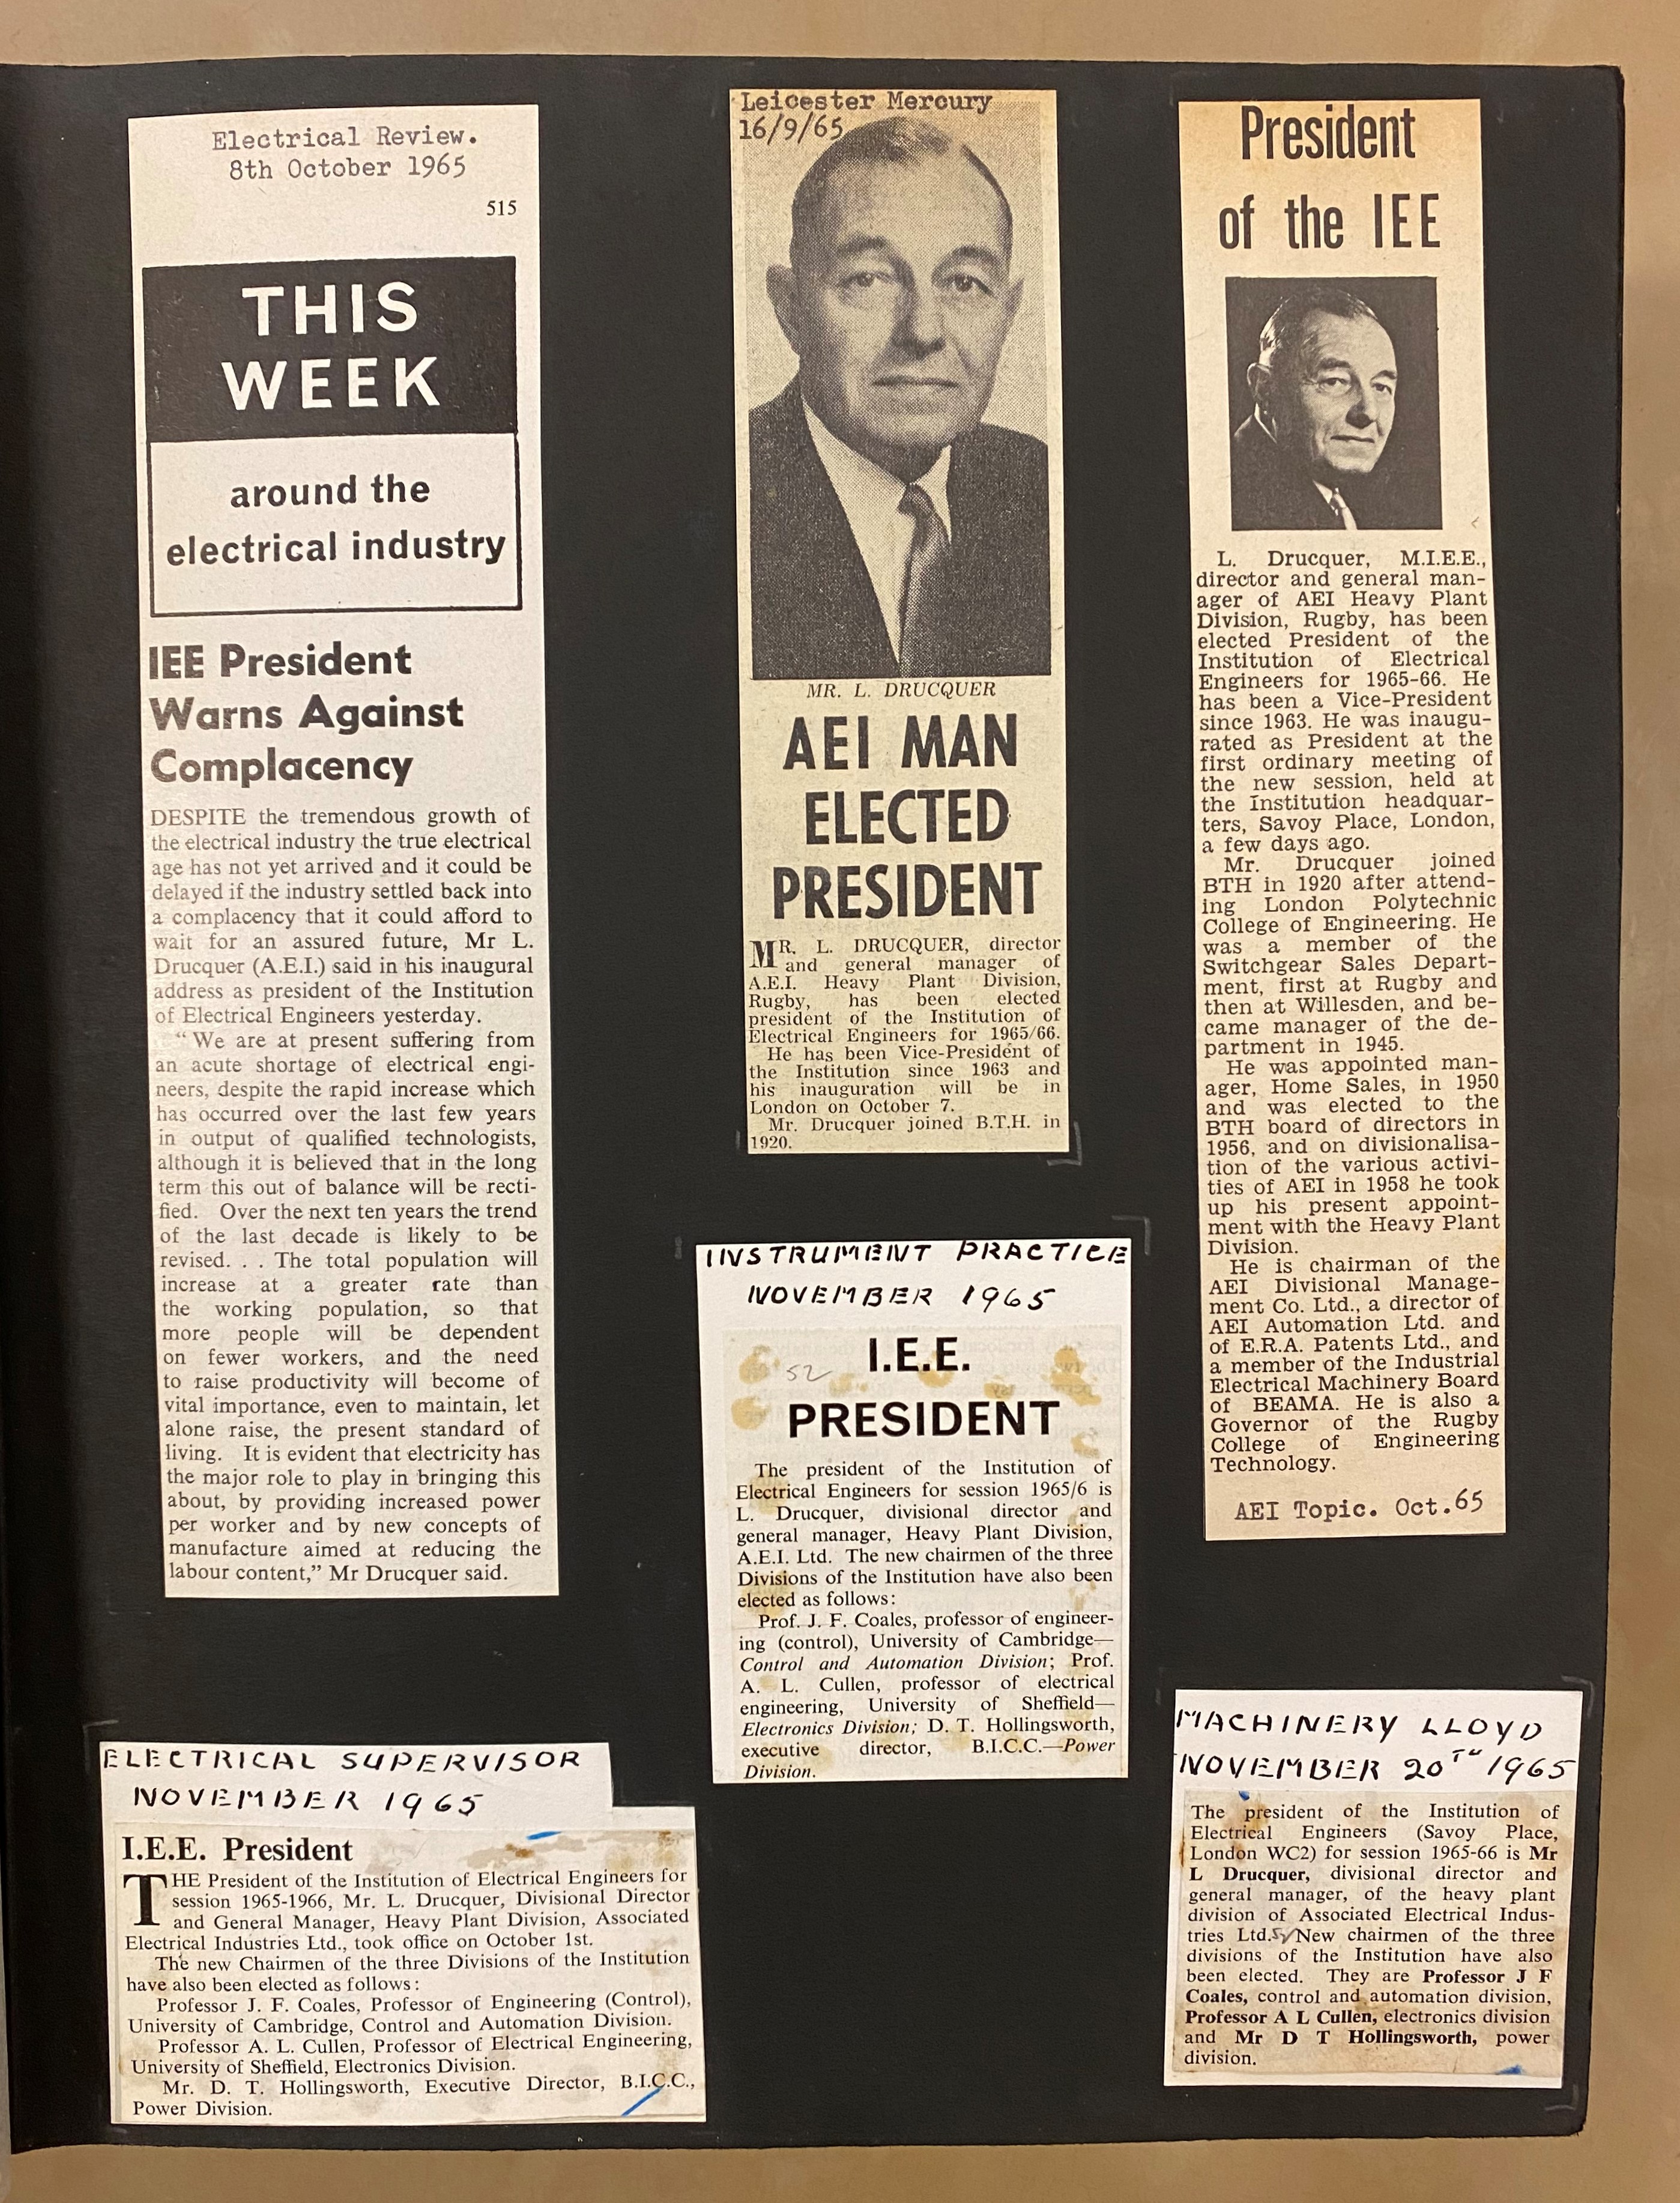 Electrical Review.
8th October 1965
515
THIS
WEEK
around the
electrical industry
IEE President
Warns Against
Complacency
DESPITE the tremendous growth of
the electrical industry the true electrical
age has not yet arrived and it could be
delayed if the industry settled back into
a complacency that it could afford to
wait for an assured future, Mr L.
Drucquer (A.E.I.) said in his inaugural
address as president of the Institution
of Electrical Engineers yesterday.
“We are at present suffering from
an acute shortage of electrical engi-
neers, despite the rapid increase which
has occurred over the last few years
in output of qualified technologists,
although it is believed that in the long
term this out of balance will be recti-
fied. Over the next ten years the trend
of the last decade is likely to be
revised. . . The total population will
increase at a greater rate than
the working population, so that
more people will be dependent
on fewer workers, and the need
to raise productivity will become of
vital importance, even to maintain, let
alone raise, the present standard of
living. It is evident that electricity has
the major role to play in bringing this
about, by providing increased power
per worker and by new concepts of
manufacture aimed at reducing the
labour content,” Mr Drucquer said.
Leicester Mercury
16/9/65
MR. L. DRUCQUER
AEI MAN
ELECTED
PRESIDENT
MR. L. DRUCQUER, director
and general manager of
A.E.I. Heavy Plant Division,
Rugby, has been elected
president of the Institution of
Electrical Engineers for 1965/66.
He has been Vice-President of
the Institution since 1963 and
his inauguration will be in
London on October 7.
Mr. Drucquer joined B.T.H. in
1920.
President
of the IEE
L. Drucquer, M.I.E.E.,
director and general man-
ager of AEI Heavy Plant
Division, Rugby, has been
elected President of the
Institution of Electrical
Engineers for 1965-66. He
has been a Vice-President
since 1963. He was inaugu-
rated as President at the
first ordinary meeting of
the new session, held at
the Institution headquar-
ters, Savoy Place, London,
a few days ago.
Mr. Drucquer joined
BTH in 1920 after attend-
ing London Polytechnic
College of Engineering. He
was a member of the
Switchgear Sales Depart-
ment, first at Rugby and
then at Willesden, and be-
came manager of the de-
partment in 1945.
He was appointed man-
ager, Home Sales, in 1950
and was elected to the
BTH board of directors in
1956, and on divisionalisa-
tion of the various activi-
ties of AEI in 1958 he took
up his present appoint-
ment with the Heavy Plant
Division.
He is chairman of the
AEI Divisional Manage-
ment Co. Ltd., a director of
AEI Automation Ltd. and
of E.R.A. Patents Ltd., and
a member of the Industrial
Electrical Machinery Board
of BEAMA. He is also a
Governor of the Rugby
College of Engineering
Technology.
AEI Topic. Oct.65
INSTRUMENT PRACTICE
NOVEMBER 1965
52
I.E.E.
PRESIDENT
The president of the Institution of
Electrical Engineers for session 1965/6 is
L. Drucquer, divisional director and
general manager, Heavy Plant Division,
A.E.I. Ltd. The new chairmen of the three
Divisions of the Institution have also been
elected as follows:
Prof. J. F. Coales, professor of engineer-
ing (control), University of Cambridge—
Control and Automation Division; Prof.
A. L. Cullen, professor of electrical
engineering, University of Sheffield—
Electronics Division; D. T. Hollingsworth,
executive director, B.I.C.C.—Power
Division.
ELECTRICAL SUPERVISOR
NOVEMBER 1965
I.E.E. President
THE President of the Institution of Electrical Engineers for
session 1965-1966, Mr. L. Drucquer, Divisional Director
and General Manager, Heavy Plant Division, Associated
Electrical Industries Ltd., took office on October 1st.
The new Chairmen of the three Divisions of the Institution
have also been elected as follows:
Professor J. F. Coales, Professor of Engineering (Control),
University of Cambridge, Control and Automation Division.
Professor A. L. Cullen, Professor of Electrical Engineering,
University of Sheffield, Electronics Division.
Mr. D. T. Hollingsworth, Executive Director, B.I.C.C.,
Power Division.
MACHINERY LLOYD
NOVEMBER 20TH 1965
The president of the Institution of
Electrical Engineers (Savoy Place,
London WC2) for session 1965-66 is Mr
L Drucquer, divisional director and
general manager, of the heavy plant
division of Associated Electrical Indus-
tries Ltd. New chairmen of the three
divisions of the Institution have also
been elected. They are Professor J F
Coales, control and automation division,
Professor A L Cullen, electronics division
and Mr D T Hollingsworth, power
division.